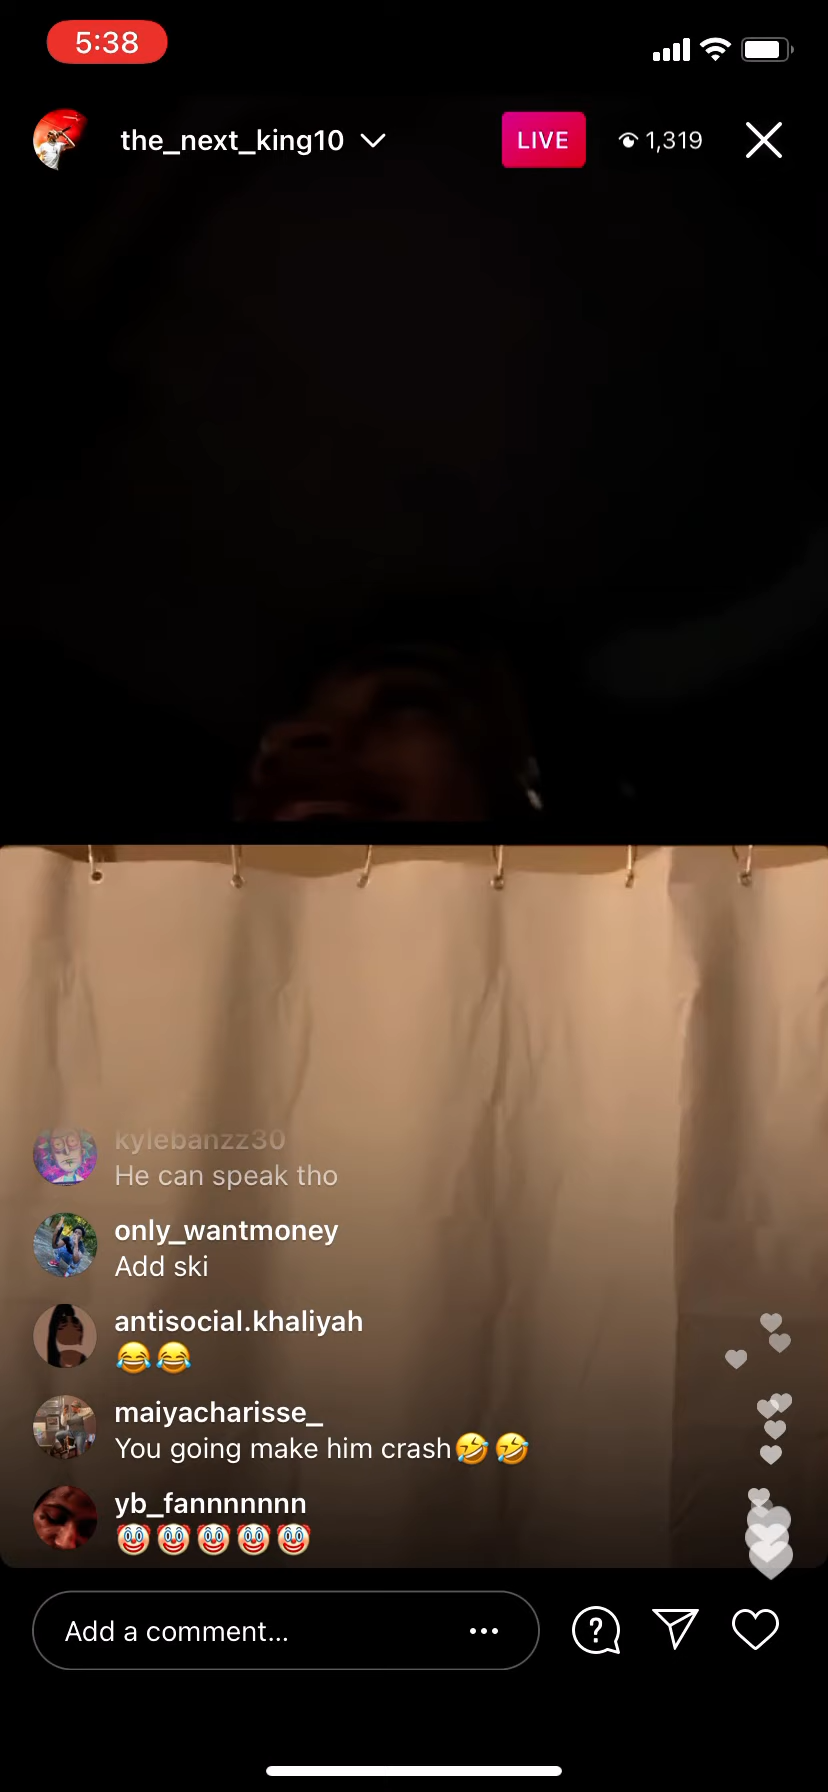 5:38
the_next_king10
LIVE
1,319
kylebanzz30
He can speak tho
only_wantmoney
Add ski
antisocial.khaliyah
😂😂
maiyacharisse_
You going make him crash🤣🤣
yb_fannnnnnn
🤡🤡🤡🤡🤡
Add a comment...